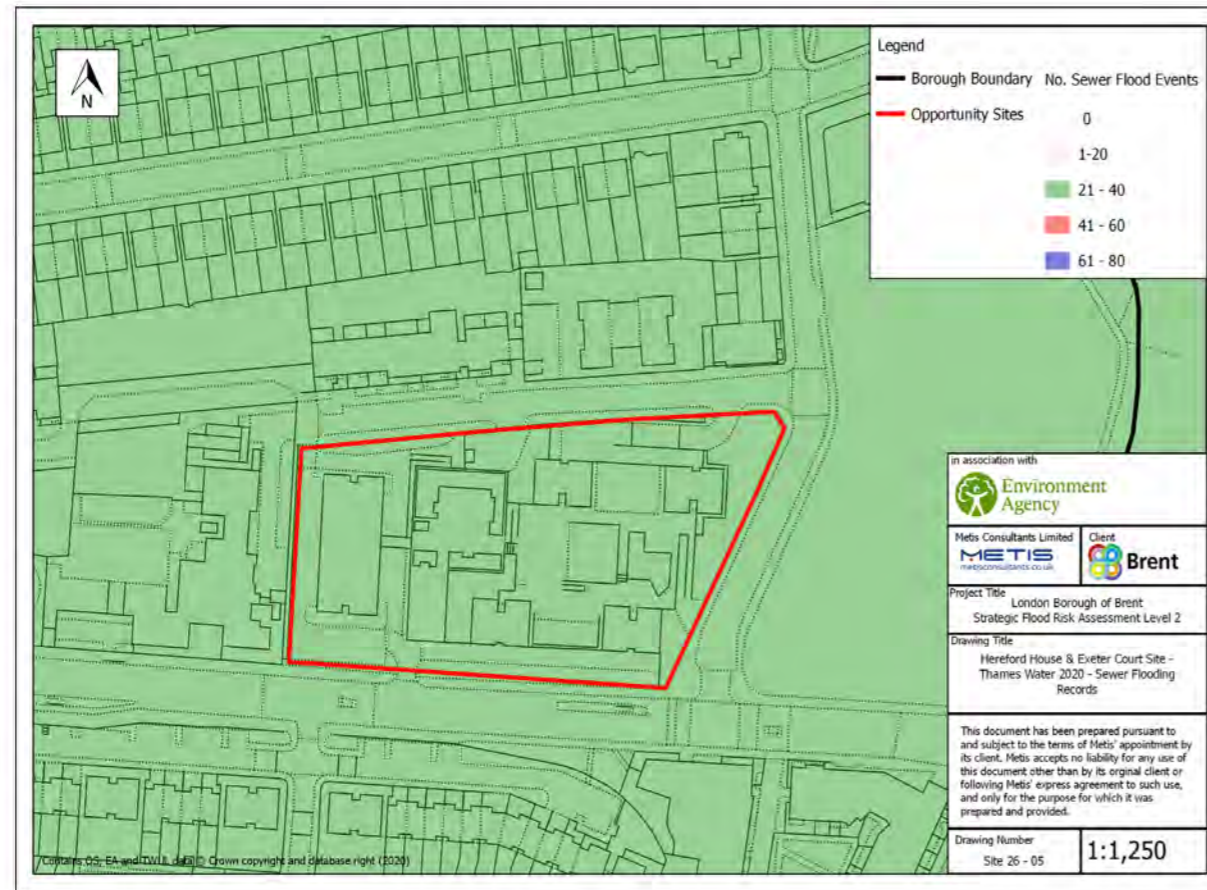 N
Legend
Borough Boundary
Opportunity Sites
No. Sewer Flood Events
0
1-20
21 - 40
41 - 60
61 - 80
in association with
Environment
Agency
Metis Consultants Limited
METIS
metisconsultants.co.uk
Client
Brent
Project Title
London Borough of Brent
Strategic Flood Risk Assessment Level 2
Drawing Title
Hereford House & Exeter Court Site -
Thames Water 2020 - Sewer Flooding
Records
This document has been prepared pursuant to
and subject to the terms of Metis' appointment by
its client. Metis accepts no liability for any use of
this document other than by its orginal client or
following Metis' express agreement to such use,
and only for the purpose for which it was
prepared and provided.
Drawing Number
Site 26 - 05
1:1,250
Contains OS, EA and TWUL data © Crown copyright and database right (2020)